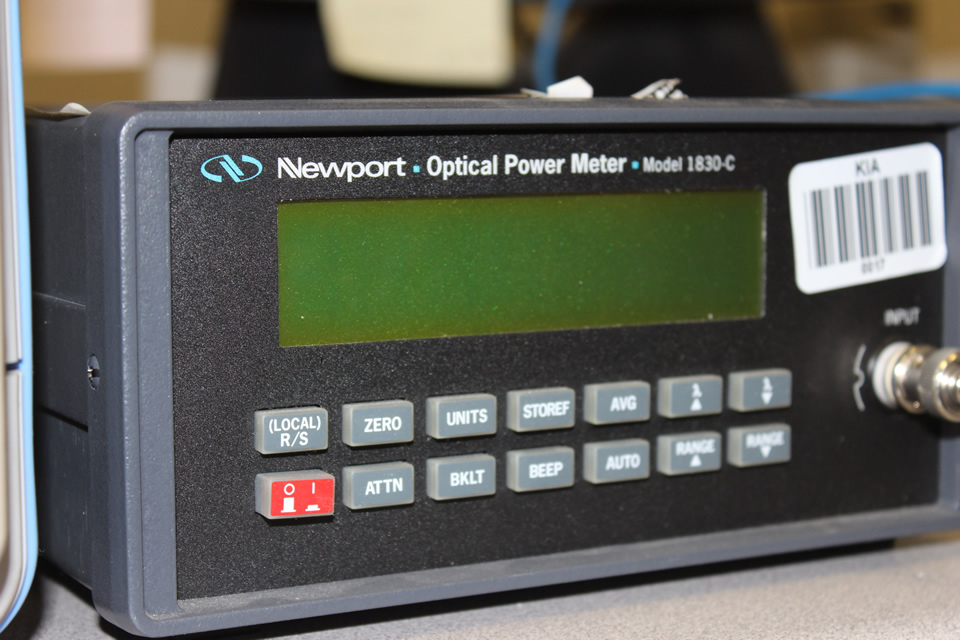 Newport · Optical Power Meter · Model 1830-C
KIA
0017
INPUT
(LOCAL) R/S
ZERO
UNITS
STOREF
AVG
λ
λ
ATTN
BKLT
BEEP
AUTO
RANGE
RANGE